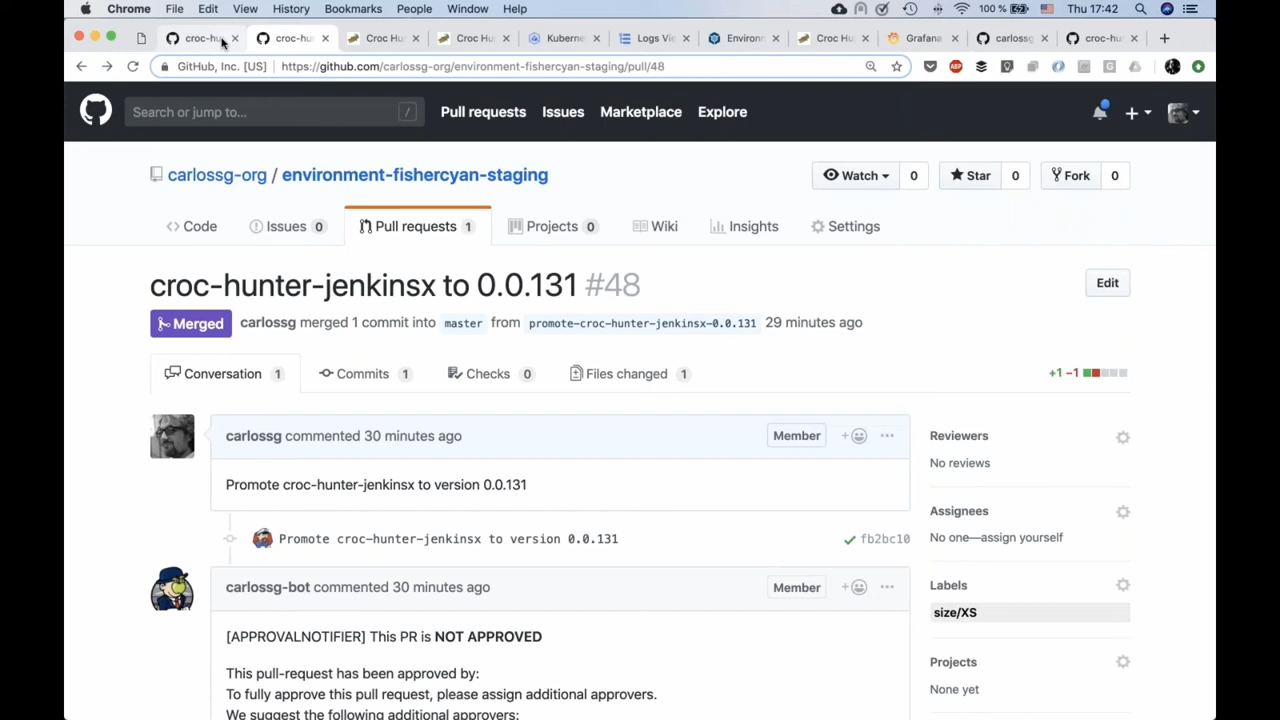 Chrome File Edit View History Bookmarks People Window Help 100 % Thu 17:42
croc-hu croc-hu Croc Hu Croc Hu Kuberne Logs Vie Environ Croc Hu Grafana carlossg croc-hu
GitHub, Inc. [US] https://github.com/carlossg-org/environment-fishercyan-staging/pull/48 ABP
Search or jump to... / Pull requests Issues Marketplace Explore
carlossg-org / environment-fishercyan-staging Watch 0 Star 0 Fork 0
Code Issues 0 Pull requests 1 Projects 0 Wiki Insights Settings
croc-hunter-jenkinsx to 0.0.131 #48 Edit
Merged carlossg merged 1 commit into master from promote-croc-hunter-jenkinsx-0.0.131 29 minutes ago
Conversation 1 Commits 1 Checks 0 Files changed 1 +1 −1
carlossg commented 30 minutes ago Member Reviewers
No reviews
Promote croc-hunter-jenkinsx to version 0.0.131
Assignees
Promote croc-hunter-jenkinsx to version 0.0.131 fb2bc10 No one—assign yourself
carlossg-bot commented 30 minutes ago Member Labels
size/XS
[APPROVALNOTIFIER] This PR is NOT APPROVED
Projects
This pull-request has been approved by:
To fully approve this pull request, please assign additional approvers. None yet
We suggest the following additional approvers: